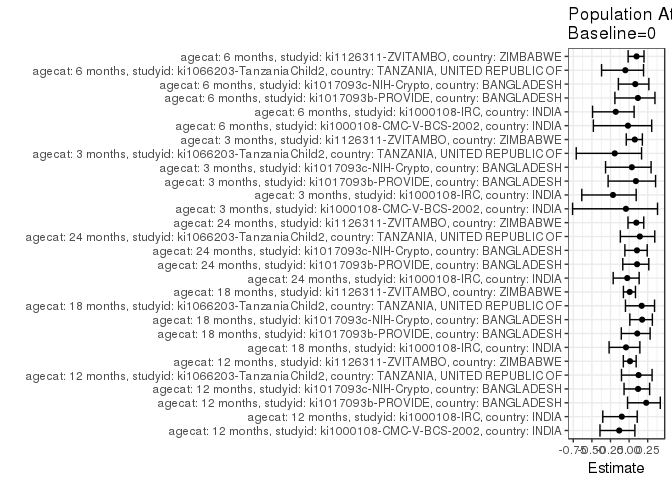 Population At
Baseline=0
agecat: 6 months, studyid: ki1126311-ZVITAMBO, country: ZIMBABWE
agecat: 6 months, studyid: ki1066203-TanzaniaChild2, country: TANZANIA, UNITED REPUBLIC OF
agecat: 6 months, studyid: ki1017093c-NIH-Crypto, country: BANGLADESH
agecat: 6 months, studyid: ki1017093b-PROVIDE, country: BANGLADESH
agecat: 6 months, studyid: ki1000108-IRC, country: INDIA
agecat: 6 months, studyid: ki1000108-CMC-V-BCS-2002, country: INDIA
agecat: 3 months, studyid: ki1126311-ZVITAMBO, country: ZIMBABWE
agecat: 3 months, studyid: ki1066203-TanzaniaChild2, country: TANZANIA, UNITED REPUBLIC OF
agecat: 3 months, studyid: ki1017093c-NIH-Crypto, country: BANGLADESH
agecat: 3 months, studyid: ki1017093b-PROVIDE, country: BANGLADESH
agecat: 3 months, studyid: ki1000108-IRC, country: INDIA
agecat: 3 months, studyid: ki1000108-CMC-V-BCS-2002, country: INDIA
agecat: 24 months, studyid: ki1126311-ZVITAMBO, country: ZIMBABWE
agecat: 24 months, studyid: ki1066203-TanzaniaChild2, country: TANZANIA, UNITED REPUBLIC OF
agecat: 24 months, studyid: ki1017093c-NIH-Crypto, country: BANGLADESH
agecat: 24 months, studyid: ki1017093b-PROVIDE, country: BANGLADESH
agecat: 24 months, studyid: ki1000108-IRC, country: INDIA
agecat: 18 months, studyid: ki1126311-ZVITAMBO, country: ZIMBABWE
agecat: 18 months, studyid: ki1066203-TanzaniaChild2, country: TANZANIA, UNITED REPUBLIC OF
agecat: 18 months, studyid: ki1017093c-NIH-Crypto, country: BANGLADESH
agecat: 18 months, studyid: ki1017093b-PROVIDE, country: BANGLADESH
agecat: 18 months, studyid: ki1000108-IRC, country: INDIA
agecat: 12 months, studyid: ki1126311-ZVITAMBO, country: ZIMBABWE
agecat: 12 months, studyid: ki1066203-TanzaniaChild2, country: TANZANIA, UNITED REPUBLIC OF
agecat: 12 months, studyid: ki1017093c-NIH-Crypto, country: BANGLADESH
agecat: 12 months, studyid: ki1017093b-PROVIDE, country: BANGLADESH
agecat: 12 months, studyid: ki1000108-IRC, country: INDIA
agecat: 12 months, studyid: ki1000108-CMC-V-BCS-2002, country: INDIA
-0.75 -0.50 -0.25 0.00 0.25
Estimate